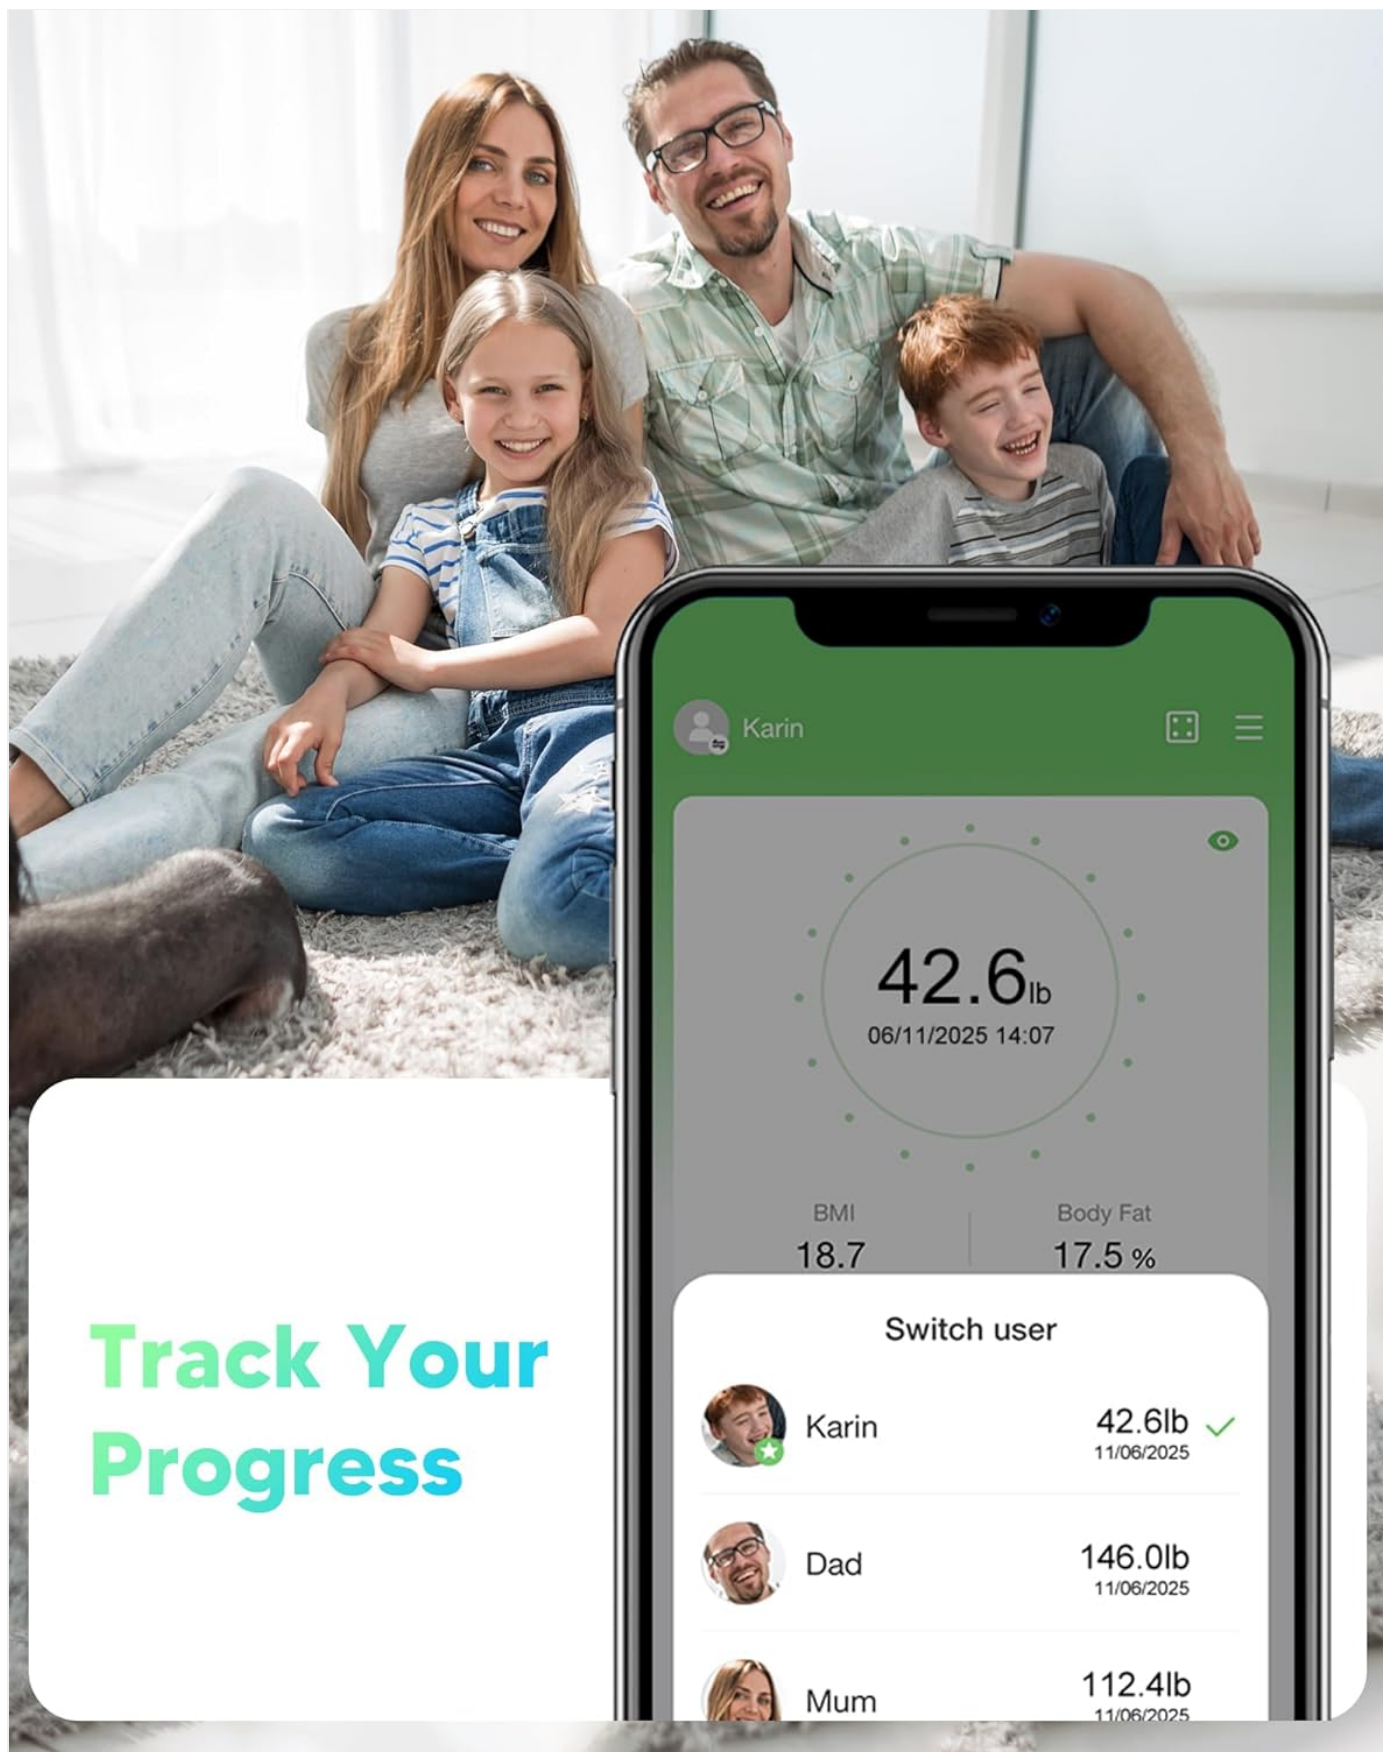 Karin
42.6lb
06/11/2025 14:07
BMI
Body Fat
18.7
17.5 %
Track Your
Progress
Switch user
Karin
42.6lb
11/06/2025
Dad
146.0lb
11/06/2025
Mum
112.4lb
11/06/2025